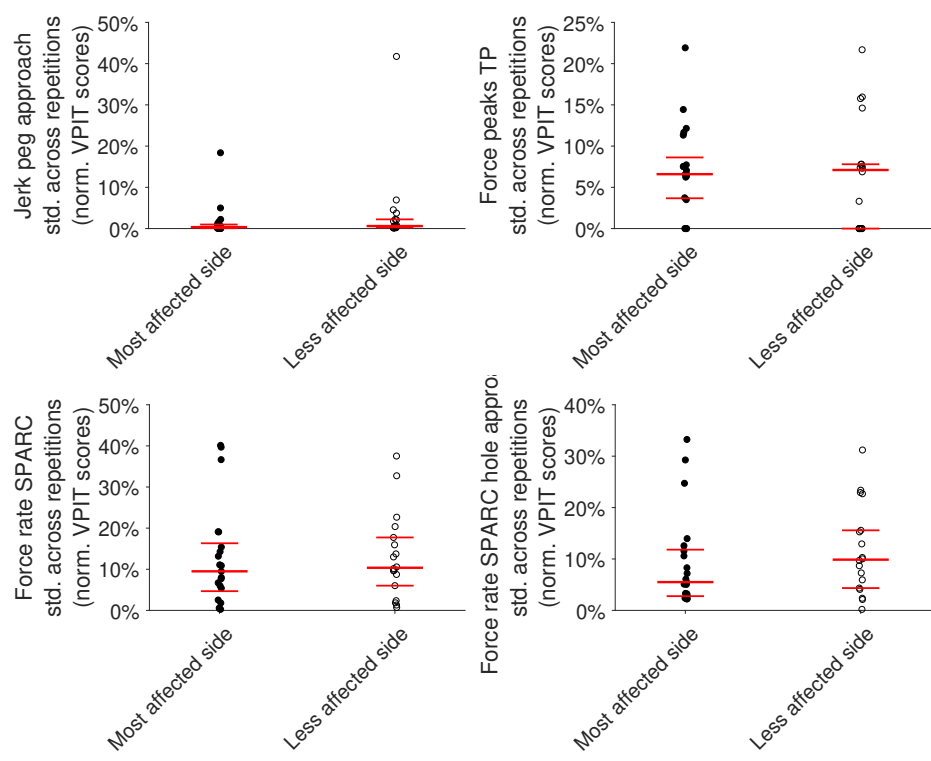 Jerk peg approach
std. across repetitions
(norm. VPIT scores)
50%
40%
30%
20%
10%
0%
Most affected side
Less affected side
Force peaks TP
std. across repetitions
(norm. VPIT scores)
25%
20%
15%
10%
5%
0%
Most affected side
Less affected side
Force rate SPARC
std. across repetitions
(norm. VPIT scores)
50%
40%
30%
20%
10%
0%
Most affected side
Less affected side
Force rate SPARC hole appro
std. across repetitions
(norm. VPIT scores)
40%
30%
20%
10%
0%
Most affected side
Less affected side